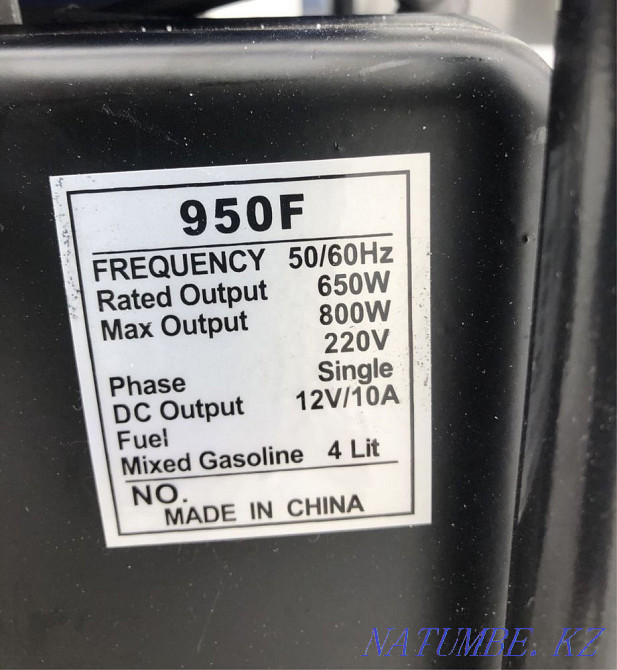 950F
FREQUENCY 50/60Hz
Rated Output 650W
Max Output 800W
220V
Phase Single
DC Output 12V/10A
Fuel
Mixed Gasoline 4 Lit
NO.
MADE IN CHINA
NATUMBE.KZ